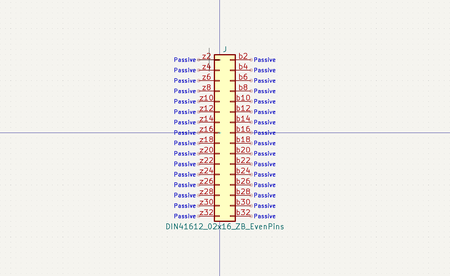 J
Passive z2 b2 Passive
Passive z4 b4 Passive
Passive z6 b6 Passive
Passive z8 b8 Passive
Passive z10 b10 Passive
Passive z12 b12 Passive
Passive z14 b14 Passive
Passive z16 b16 Passive
Passive z18 b18 Passive
Passive z20 b20 Passive
Passive z22 b22 Passive
Passive z24 b24 Passive
Passive z26 b26 Passive
Passive z28 b28 Passive
Passive z30 b30 Passive
Passive z32 b32 Passive
DIN41612_02x16_ZB_EvenPins